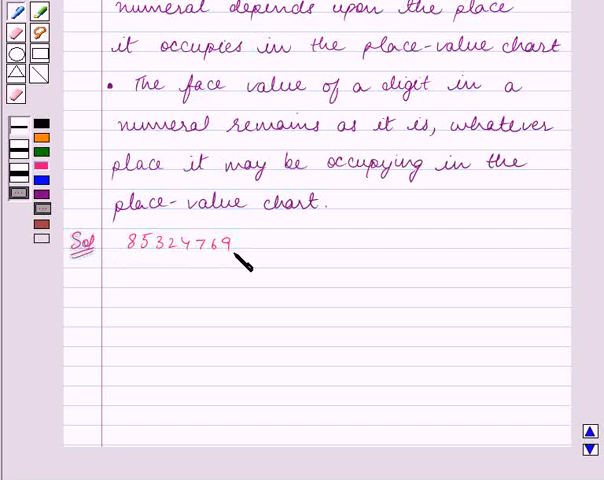 numeral depends upon the place
it occupies in the place-value chart
• The face value of a digit in a
numeral remains as it is, whatever
place it may be occupying in the
place-value chart.
Sol 85324769